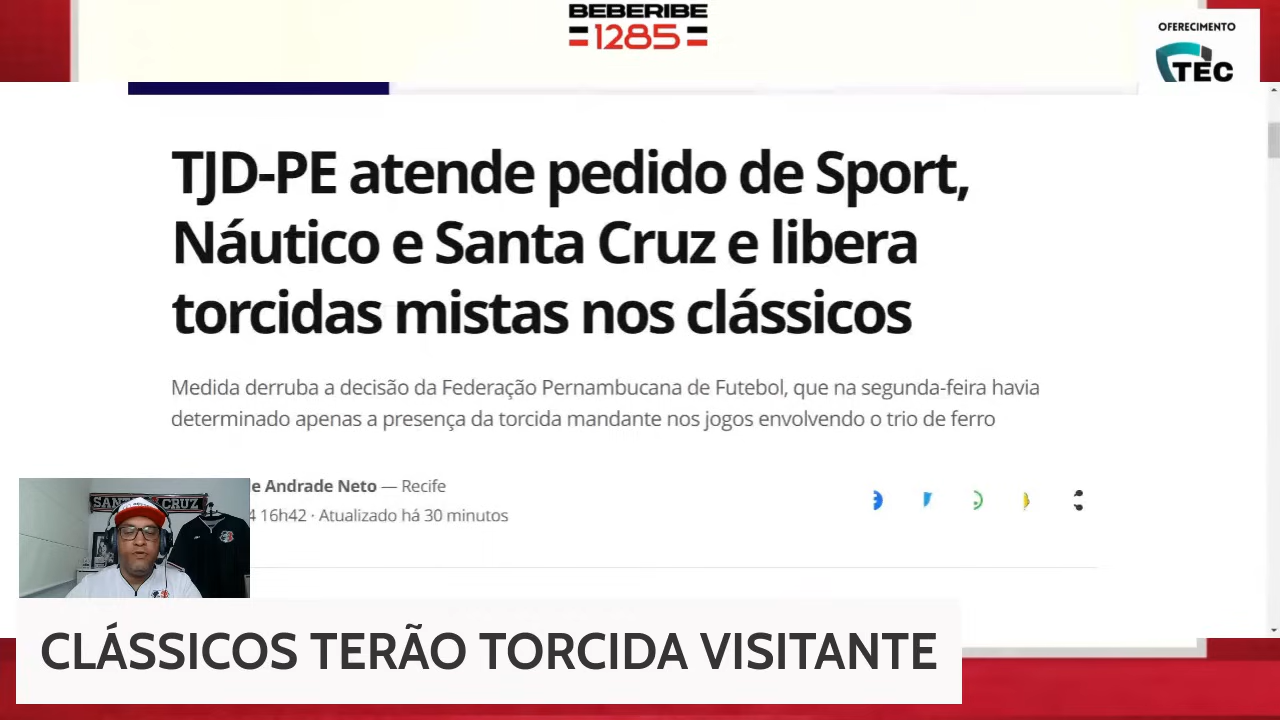 BEBERIBE
1285
OFERECIMENTO
TEC
TJD-PE atende pedido de Sport,
Náutico e Santa Cruz e libera
torcidas mistas nos clássicos
Medida derruba a decisão da Federação Pernambucana de Futebol, que na segunda-feira havia
determinado apenas a presença da torcida mandante nos jogos envolvendo o trio de ferro
e Andrade Neto — Recife
4 16h42 · Atualizado há 30 minutos
CRUZ
CLÁSSICOS TERÃO TORCIDA VISITANTE